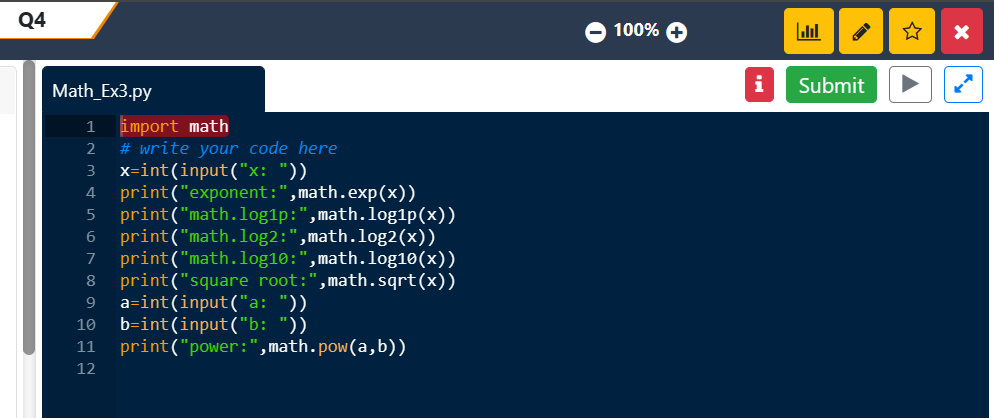 Q4
100%
Math_Ex3.py
i
Submit
1 import math
2 # write your code here
3 x=int(input("x: "))
4 print("exponent:",math.exp(x))
5 print("math.log1p:",math.log1p(x))
6 print("math.log2:",math.log2(x))
7 print("math.log10:",math.log10(x))
8 print("square root:",math.sqrt(x))
9 a=int(input("a: "))
10 b=int(input("b: "))
11 print("power:",math.pow(a,b))
12